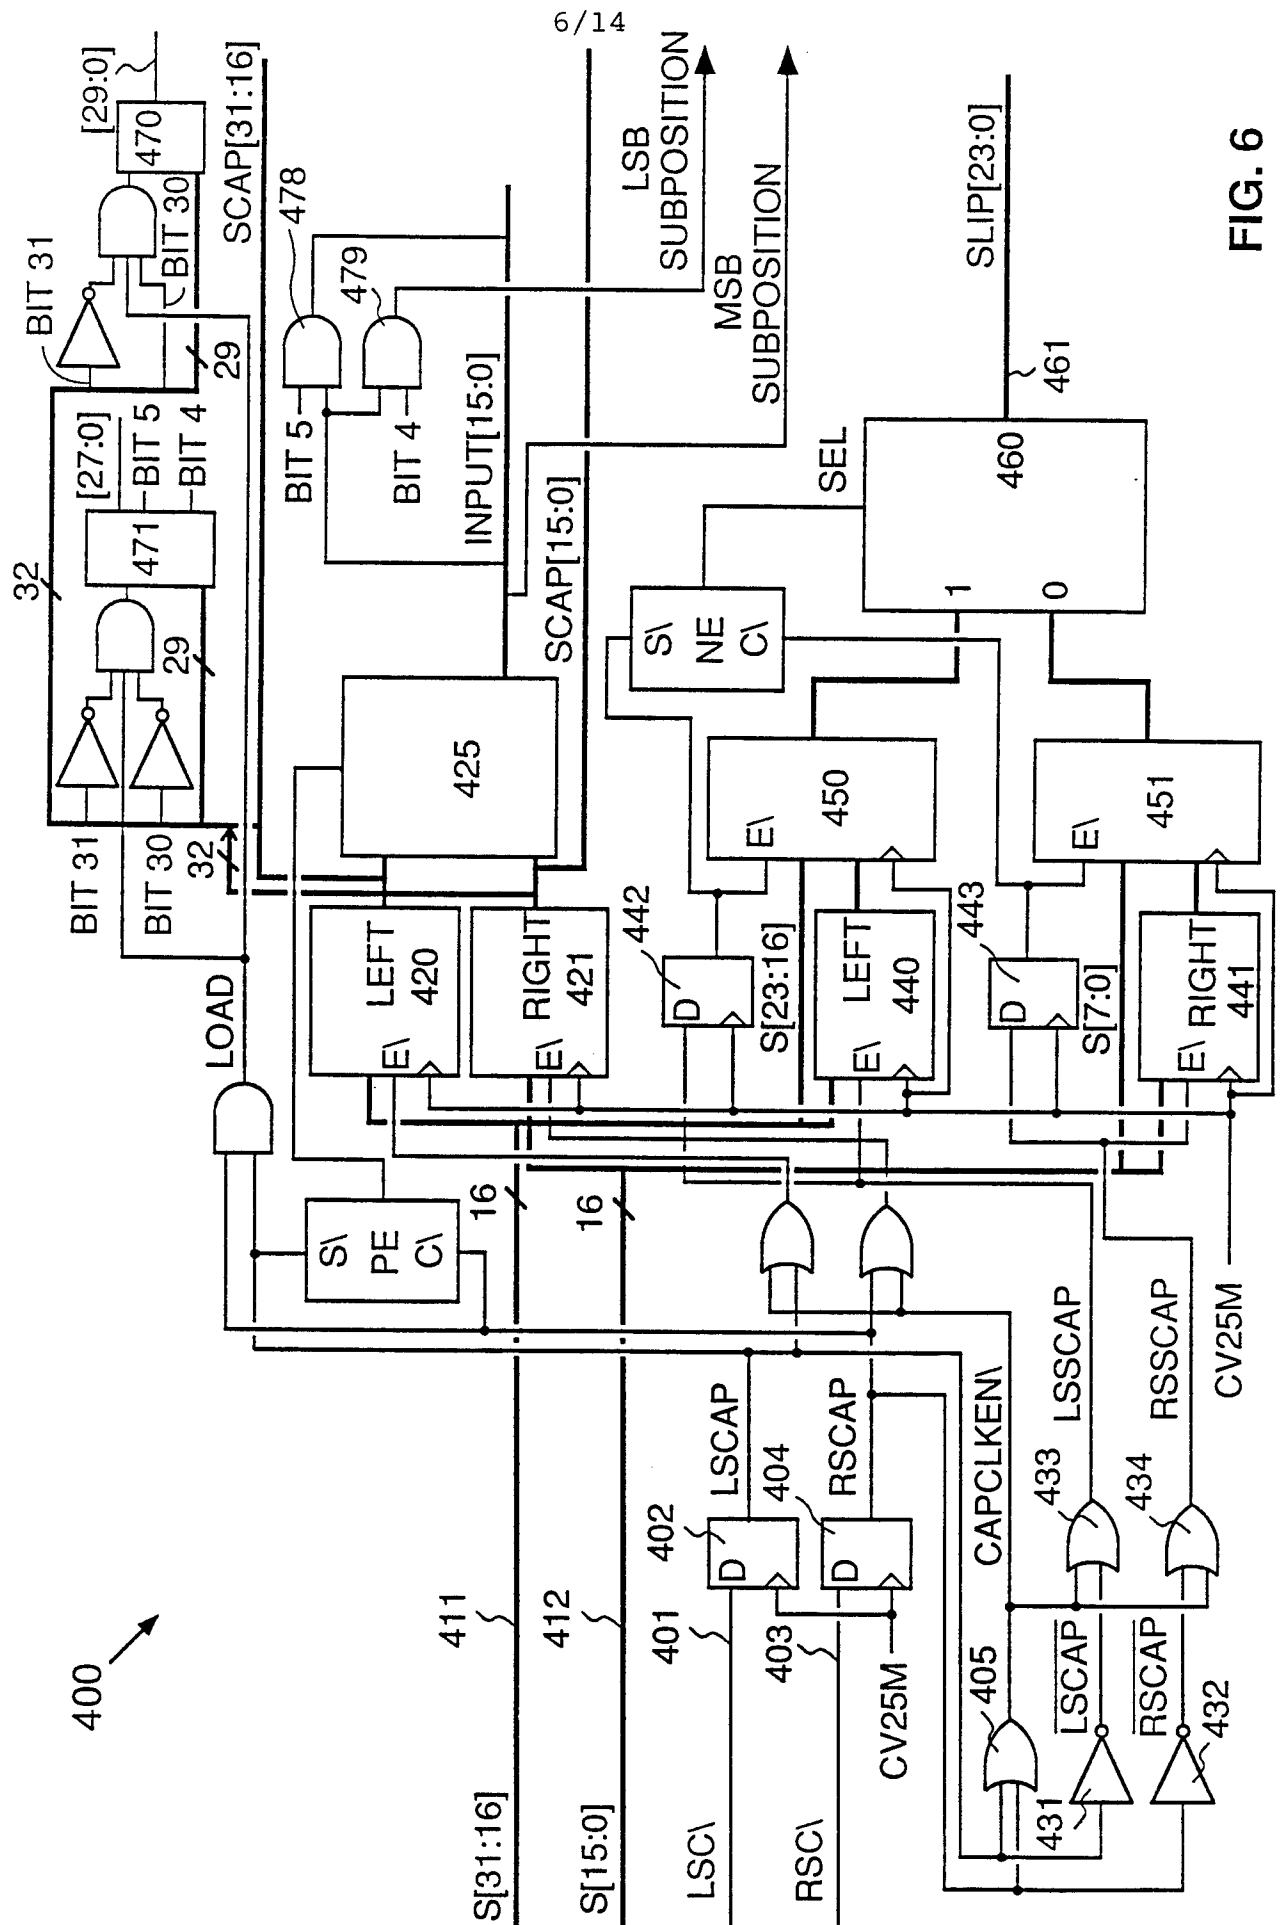 6/14
400
S[31:16]
411
S[15:0]
412
LSC\
401
RSC\
403
CV25M
402
D
404
D
LSCAP
RSCAP
405
CAPCLKEN\
431
432
LSCAP
RSCAP
433
434
LSSCAP
RSSCAP
CV25M
16
16
S\
PE
C\
LOAD
LEFT
420
E\
RIGHT
421
E\
425
442
D
S[23:16]
LEFT
440
E\
443
D
S[7:0]
RIGHT
441
E\
450
E\
451
E\
S\
NE
C\
SEL
1
0
460
461
SLIP[23:0]
BIT 31
BIT 30
32
32
29
471
[27:0]
BIT 5
BIT 4
BIT 31
29
BIT 30
470
[29:0]
SCAP[31:16]
BIT 5
BIT 4
478
479
INPUT[15:0]
SCAP[15:0]
LSB
SUBPOSITION
MSB
SUBPOSITION
FIG. 6